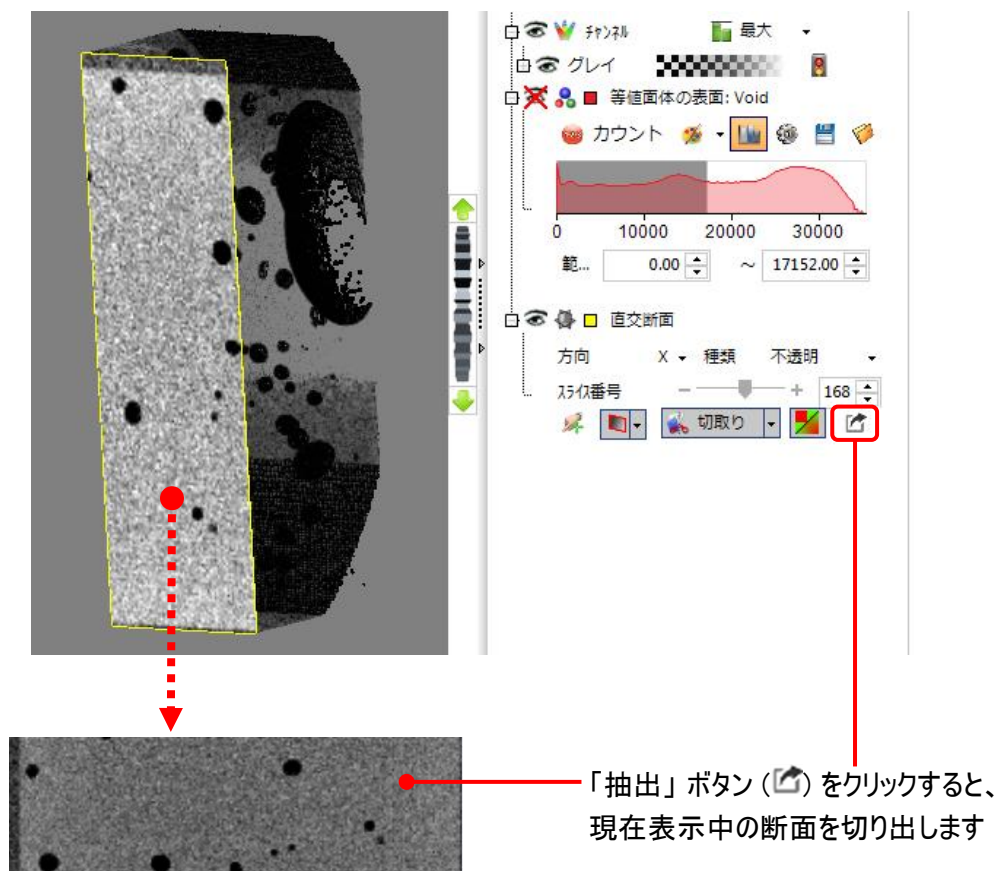 チャンネル 最大
グレイ
等値面体の表面: Void
カウント
0 10000 20000 30000
範... 0.00 ～ 17152.00
直交断面
方向 X 種類 不透明
スライス番号 － ＋ 168
切取り
「抽出」ボタン()をクリックすると、
現在表示中の断面を切り出します